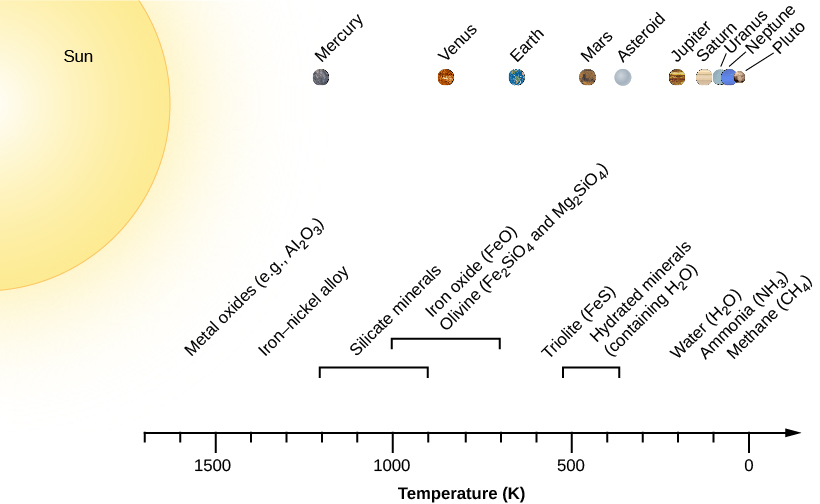 Sun
Mercury
Venus
Earth
Mars
Asteroid
Jupiter
Saturn
Uranus
Neptune
Pluto
Metal oxides (e.g., Al₂O₃)
Iron–nickel alloy
Silicate minerals
Iron oxide (FeO)
Olivine (Fe₂SiO₄ and Mg₂SiO₄)
Triolite (FeS)
Hydrated minerals
(containing H₂O)
Water (H₂O)
Ammonia (NH₃)
Methane (CH₄)
1500
1000
500
0
Temperature (K)